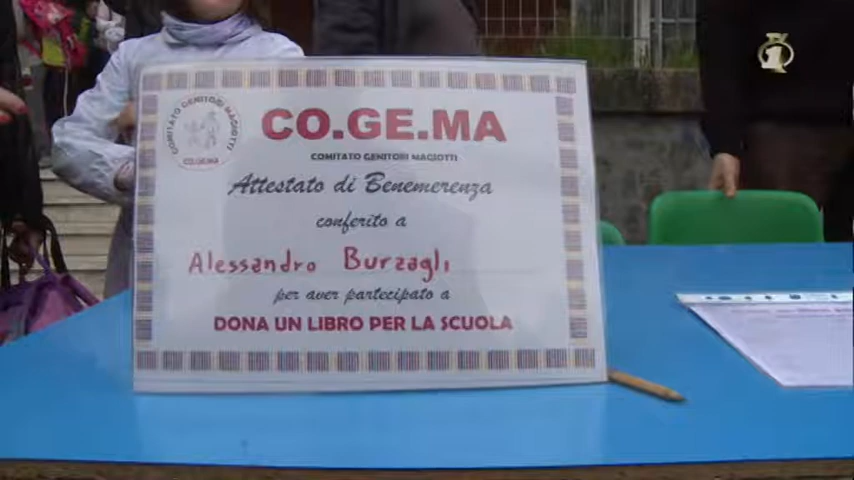 CO.GE.MA
COMITATO GENITORI MAGIOTTI
CO.GE.MA
COMITATO GENITORI MAGIOTTI
Attestato di Benemerenza
conferito a
Alessandro Burzagli
per aver partecipato a
DONA UN LIBRO PER LA SCUOLA
1